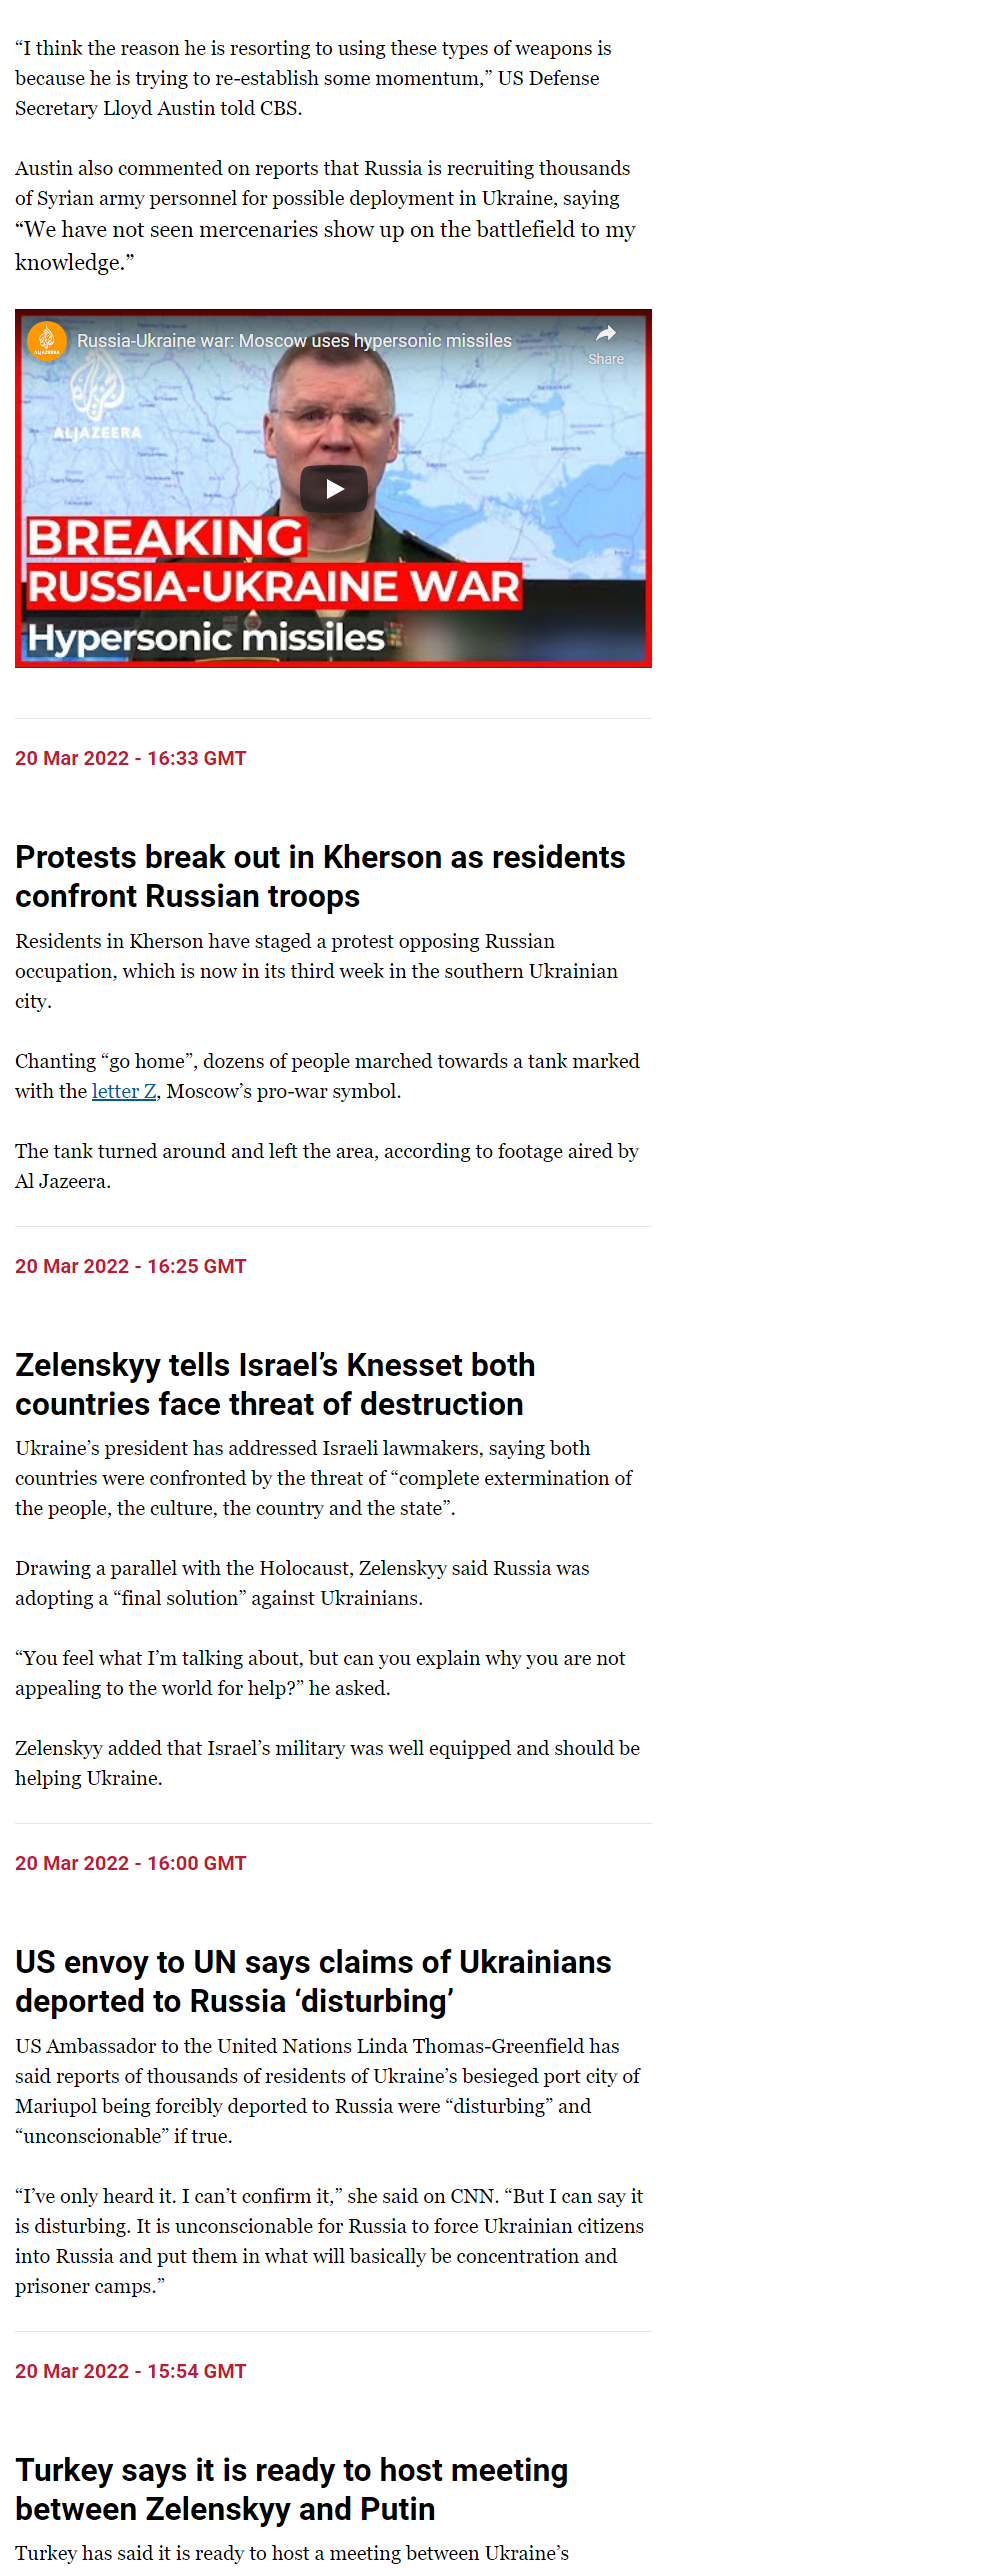 “I think the reason he is resorting to using these types of weapons is
because he is trying to re-establish some momentum,” US Defense
Secretary Lloyd Austin told CBS.
Austin also commented on reports that Russia is recruiting thousands
of Syrian army personnel for possible deployment in Ukraine, saying
“We have not seen mercenaries show up on the battlefield to my
knowledge.”
Russia-Ukraine war: Moscow uses hypersonic missiles
Share
ALJAZEERA
ALJAZEERA
BREAKING
RUSSIA-UKRAINE WAR
Hypersonic missiles
20 Mar 2022 - 16:33 GMT
Protests break out in Kherson as residents
confront Russian troops
Residents in Kherson have staged a protest opposing Russian
occupation, which is now in its third week in the southern Ukrainian
city.
Chanting “go home”, dozens of people marched towards a tank marked
with the letter Z, Moscow’s pro-war symbol.
The tank turned around and left the area, according to footage aired by
Al Jazeera.
20 Mar 2022 - 16:25 GMT
Zelenskyy tells Israel’s Knesset both
countries face threat of destruction
Ukraine’s president has addressed Israeli lawmakers, saying both
countries were confronted by the threat of “complete extermination of
the people, the culture, the country and the state”.
Drawing a parallel with the Holocaust, Zelenskyy said Russia was
adopting a “final solution” against Ukrainians.
“You feel what I’m talking about, but can you explain why you are not
appealing to the world for help?” he asked.
Zelenskyy added that Israel’s military was well equipped and should be
helping Ukraine.
20 Mar 2022 - 16:00 GMT
US envoy to UN says claims of Ukrainians
deported to Russia ‘disturbing’
US Ambassador to the United Nations Linda Thomas-Greenfield has
said reports of thousands of residents of Ukraine’s besieged port city of
Mariupol being forcibly deported to Russia were “disturbing” and
“unconscionable” if true.
“I’ve only heard it. I can’t confirm it,” she said on CNN. “But I can say it
is disturbing. It is unconscionable for Russia to force Ukrainian citizens
into Russia and put them in what will basically be concentration and
prisoner camps.”
20 Mar 2022 - 15:54 GMT
Turkey says it is ready to host meeting
between Zelenskyy and Putin
Turkey has said it is ready to host a meeting between Ukraine’s